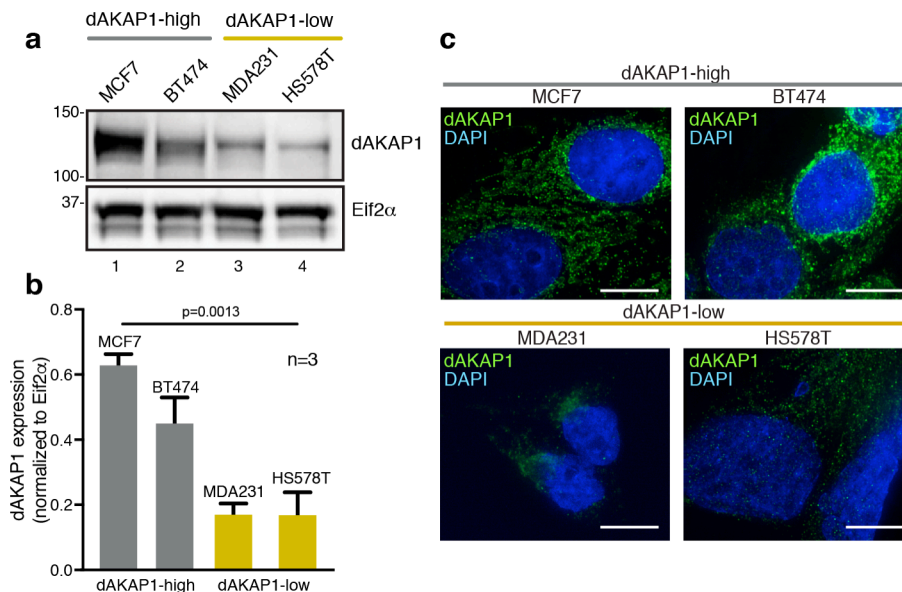 a
dAKAP1-high
dAKAP1-low
MCF7
BT474
MDA231
HS578T
150-
100-
dAKAP1
37-
Eif2α
1 2 3 4
b
dAKAP1 expression
(normalized to Eif2α)
0.8
0.6
0.4
0.2
0.0
p=0.0013
n=3
MCF7
BT474
MDA231
HS578T
dAKAP1-high
dAKAP1-low
c
dAKAP1-high
MCF7
BT474
dAKAP1
DAPI
dAKAP1
DAPI
dAKAP1-low
MDA231
HS578T
dAKAP1
DAPI
dAKAP1
DAPI